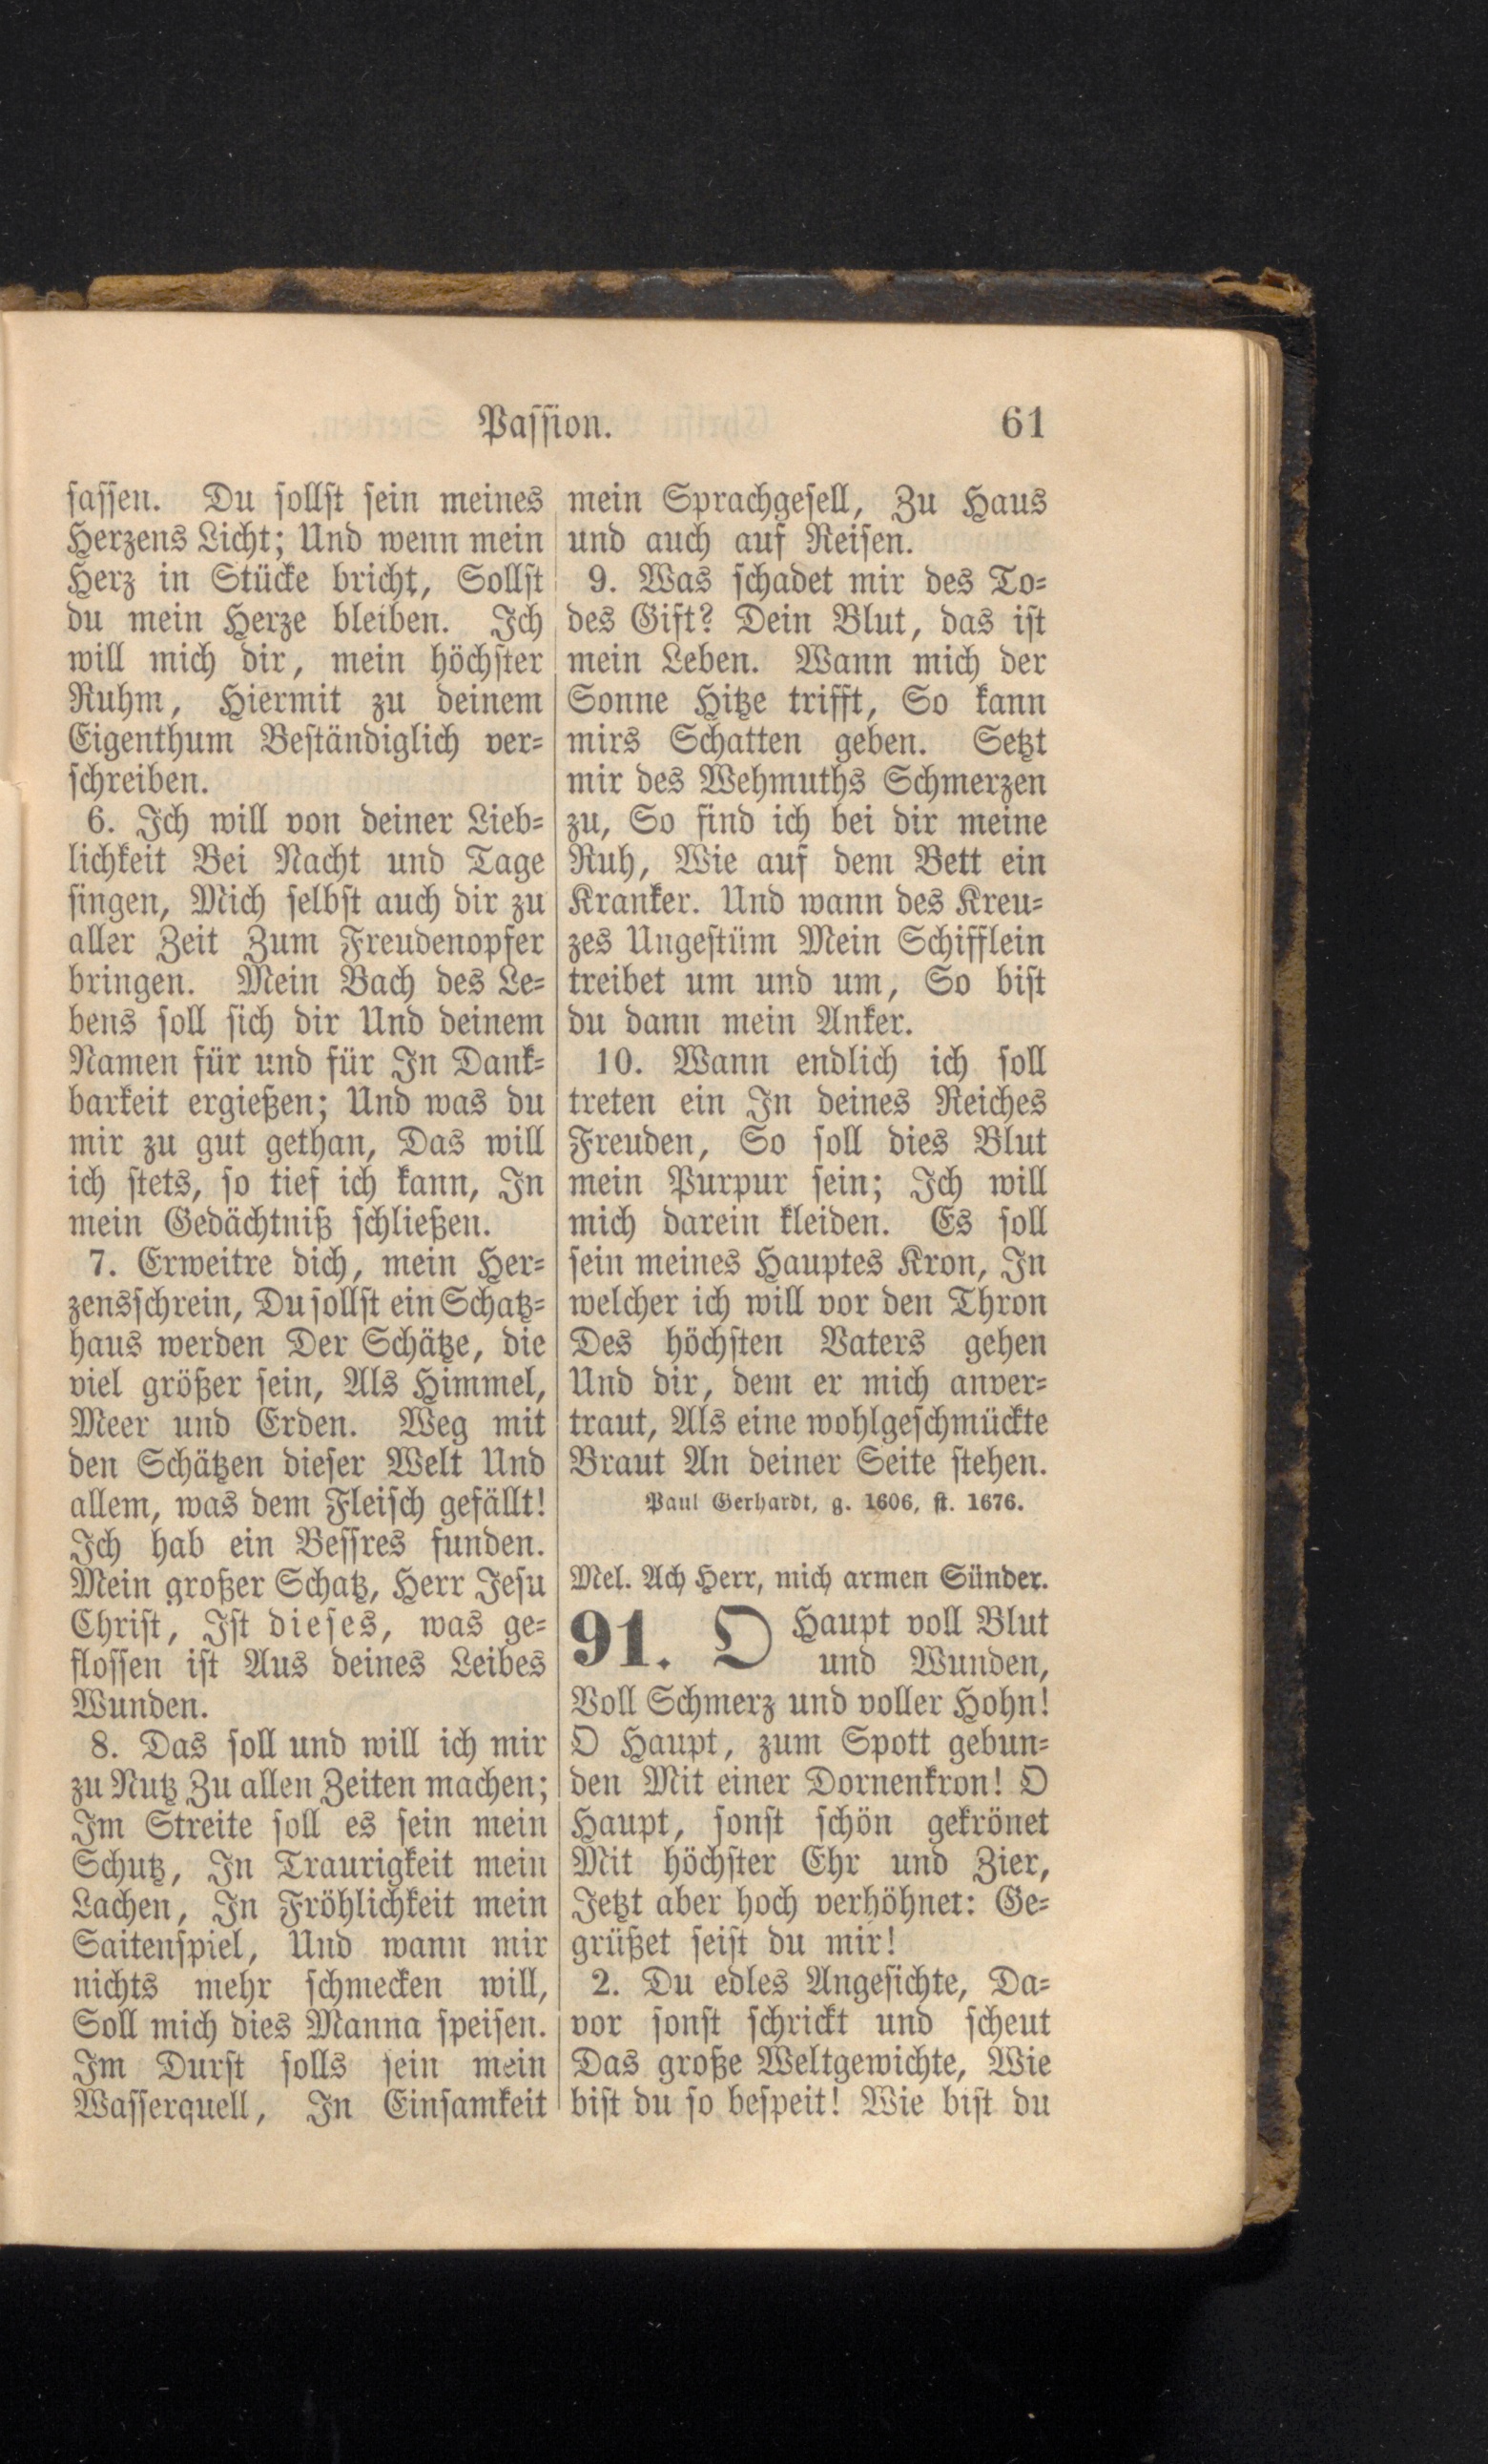 Passion. 61
fassen. Du sollst sein meines
Herzens Licht; Und wenn mein
Herz in Stücke bricht, Sollst
du mein Herze bleiben. Ich
will mich dir, mein höchster
Ruhm, Hiermit zu deinem
Eigenthum Beständiglich ver-
schreiben.
6. Ich will von deiner Lieb-
lichkeit Bei Nacht und Tage
singen, Mich selbst auch dir zu
aller Zeit Zum Freudenopfer
bringen. Mein Bach des Le-
bens soll sich dir Und deinem
Namen für und für In Dank-
barkeit ergießen; Und was du
mir zu gut gethan, Das will
ich stets, so tief ich kann, In
mein Gedächtniß schließen.
7. Erweitre dich, mein Her-
zensschrein, Du sollst ein Schatz-
haus werden Der Schätze, die
viel größer sein, Als Himmel,
Meer und Erden. Weg mit
den Schätzen dieser Welt Und
allem, was dem Fleisch gefällt!
Ich hab ein Bessres funden.
Mein großer Schatz, Herr Jesu
Christ, Ist dieses, was ge-
flossen ist Aus deines Leibes
Wunden.
8. Das soll und will ich mir
zu Nutz Zu allen Zeiten machen;
Im Streite soll es sein mein
Schutz, In Traurigkeit mein
Lachen, In Fröhlichkeit mein
Saitenspiel, Und wann mir
nichts mehr schmecken will,
Soll mich dies Manna speisen.
Im Durst solls sein mein
Wasserquell, In Einsamkeit
mein Sprachgesell, Zu Haus
und auch auf Reisen.
9. Was schadet mir des To-
des Gift? Dein Blut, das ist
mein Leben. Wann mich der
Sonne Hitze trifft, So kann
mirs Schatten geben. Setzt
mir des Wehmuths Schmerzen
zu, So find ich bei dir meine
Ruh, Wie auf dem Bett ein
Kranker. Und wann des Kreu-
zes Ungestüm Mein Schifflein
treibet um und um, So bist
du dann mein Anker.
10. Wann endlich ich soll
treten ein In deines Reiches
Freuden, So soll dies Blut
mein Purpur sein; Ich will
mich darein kleiden. Es soll
sein meines Hauptes Kron, In
welcher ich will vor den Thron
Des höchsten Vaters gehen
Und dir, dem er mich anver-
traut, Als eine wohlgeschmückte
Braut An deiner Seite stehen.
Paul Gerhardt, g. 1606, st. 1676.
Mel. Ach Herr, mich armen Sünder.
91. O Haupt voll Blut
und Wunden,
Voll Schmerz und voller Hohn!
O Haupt, zum Spott gebun-
den Mit einer Dornenkron! O
Haupt, sonst schön gekrönet
Mit höchster Ehr und Zier,
Jetzt aber hoch verhöhnet: Ge-
grüßet seist du mir!
2. Du edles Angesichte, Da-
vor sonst schrickt und scheut
Das große Weltgewichte, Wie
bist du so bespeit! Wie bist du